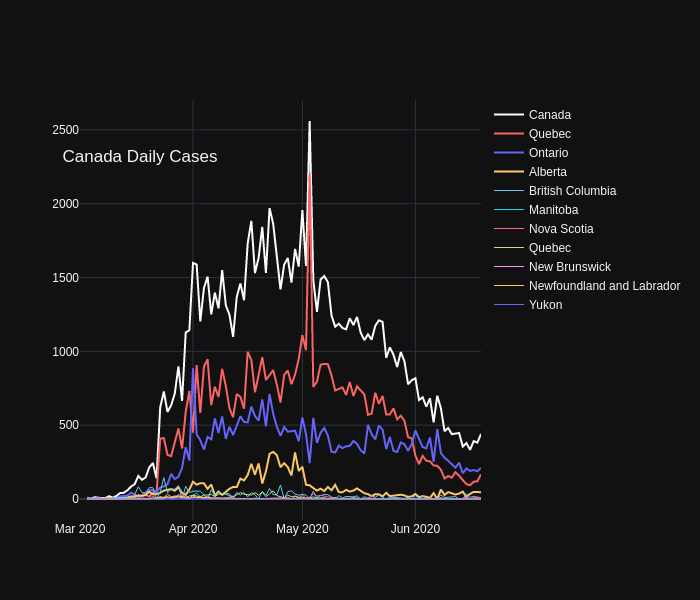 Canada Daily Cases
2500
2000
1500
1000
500
0
Mar 2020
Apr 2020
May 2020
Jun 2020
Canada
Quebec
Ontario
Alberta
British Columbia
Manitoba
Nova Scotia
Quebec
New Brunswick
Newfoundland and Labrador
Yukon